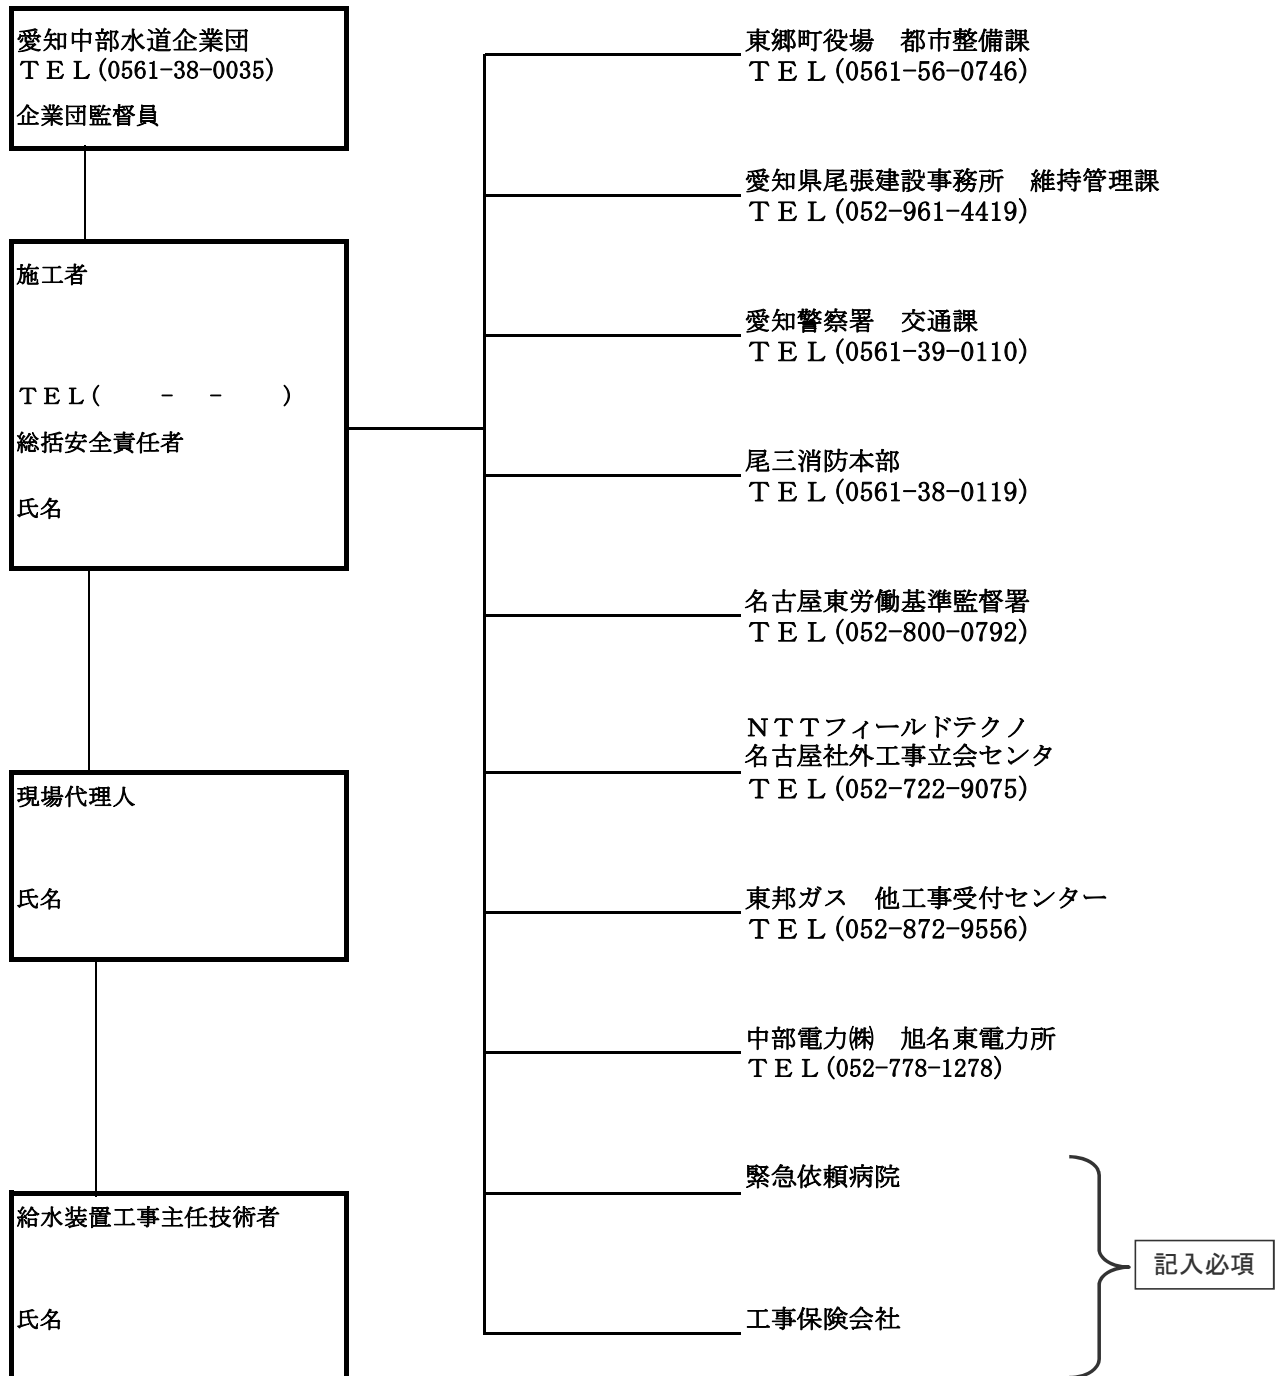 愛知中部水道企業団
ＴＥＬ(0561-38-0035)
企業団監督員
施工者
ＴＥＬ(　　-　-　　)
総括安全責任者
氏名
現場代理人
氏名
給水装置工事主任技術者
氏名
東郷町役場　都市整備課
ＴＥＬ(0561-56-0746)
愛知県尾張建設事務所　維持管理課
ＴＥＬ(052-961-4419)
愛知警察署　交通課
ＴＥＬ(0561-39-0110)
尾三消防本部
ＴＥＬ(0561-38-0119)
名古屋東労働基準監督署
ＴＥＬ(052-800-0792)
ＮＴＴフィールドテクノ
名古屋社外工事立会センタ
ＴＥＬ(052-722-9075)
東邦ガス　他工事受付センター
ＴＥＬ(052-872-9556)
中部電力㈱　旭名東電力所
ＴＥＬ(052-778-1278)
緊急依頼病院
工事保険会社
記入必項